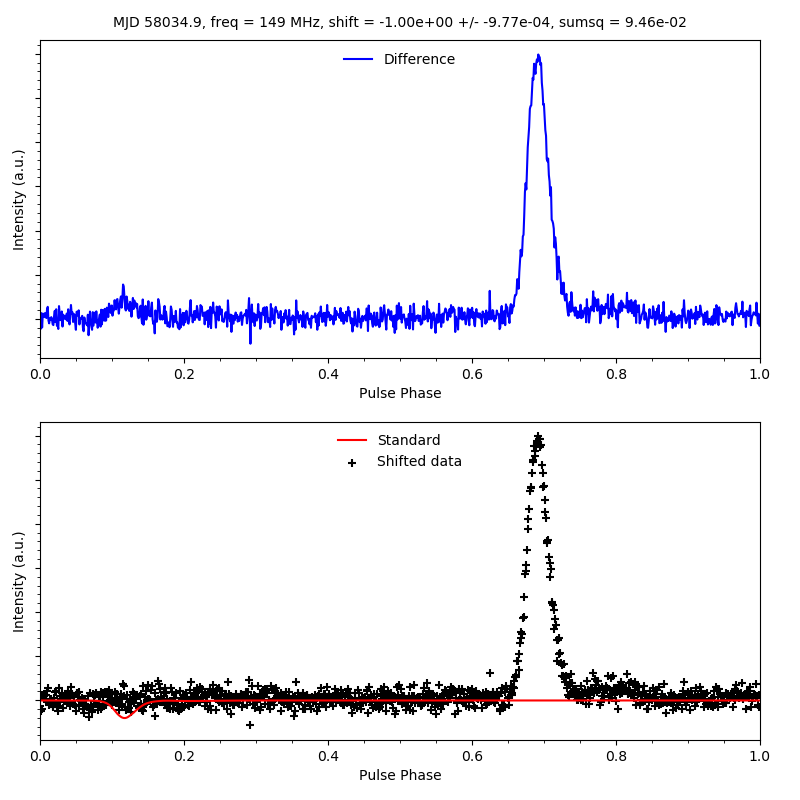 MJD 58034.9, freq = 149 MHz, shift = -1.00e+00 +/- -9.77e-04, sumsq = 9.46e-02
Difference
Intensity (a.u.)
0.0 0.2 0.4 0.6 0.8 1.0
Pulse Phase
Standard
Shifted data
Intensity (a.u.)
0.0 0.2 0.4 0.6 0.8 1.0
Pulse Phase